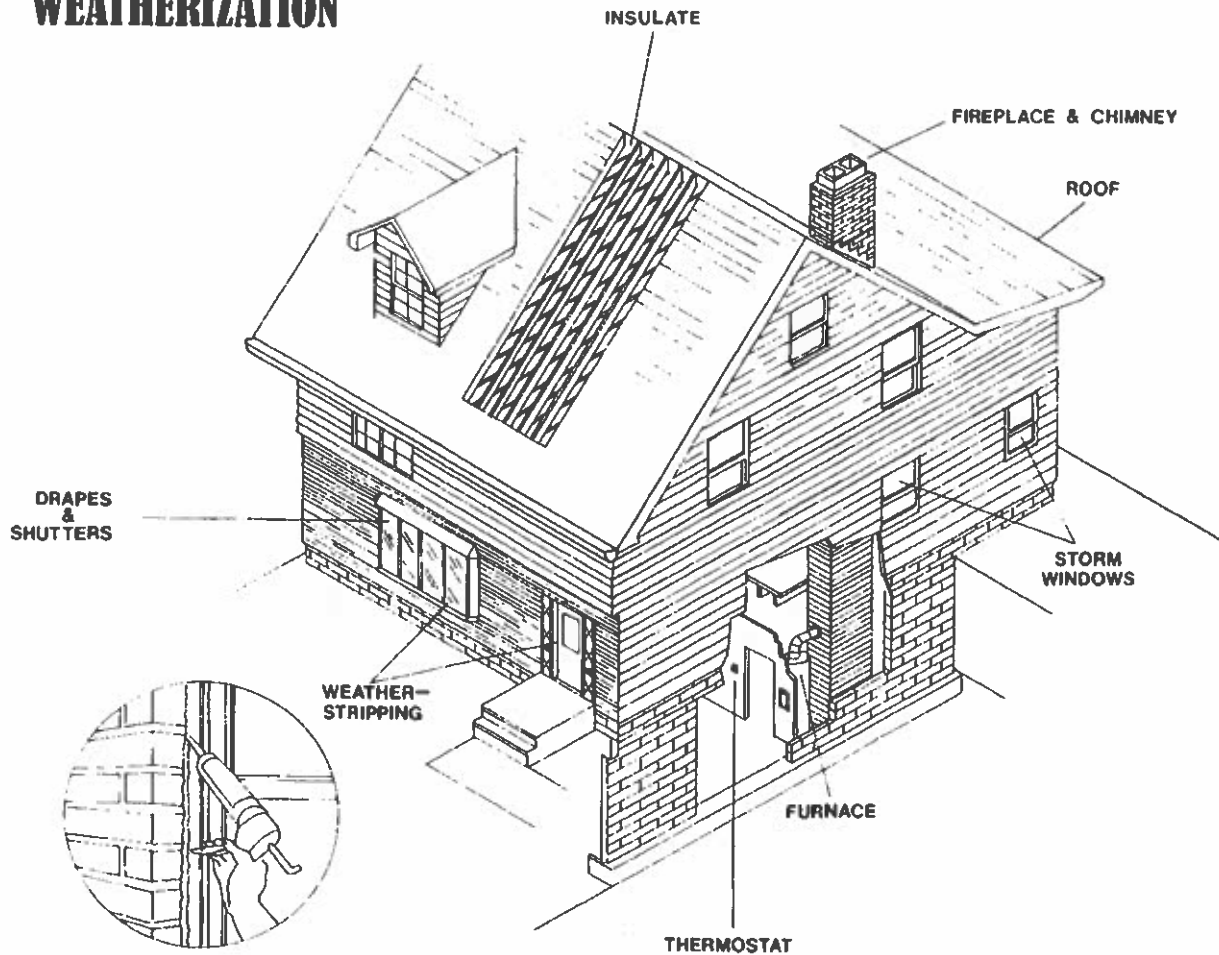 WEATHERIZATION
INSULATE
FIREPLACE & CHIMNEY
ROOF
DRAPES
&
SHUTTERS
STORM
WINDOWS
WEATHER-
STRIPPING
FURNACE
THERMOSTAT